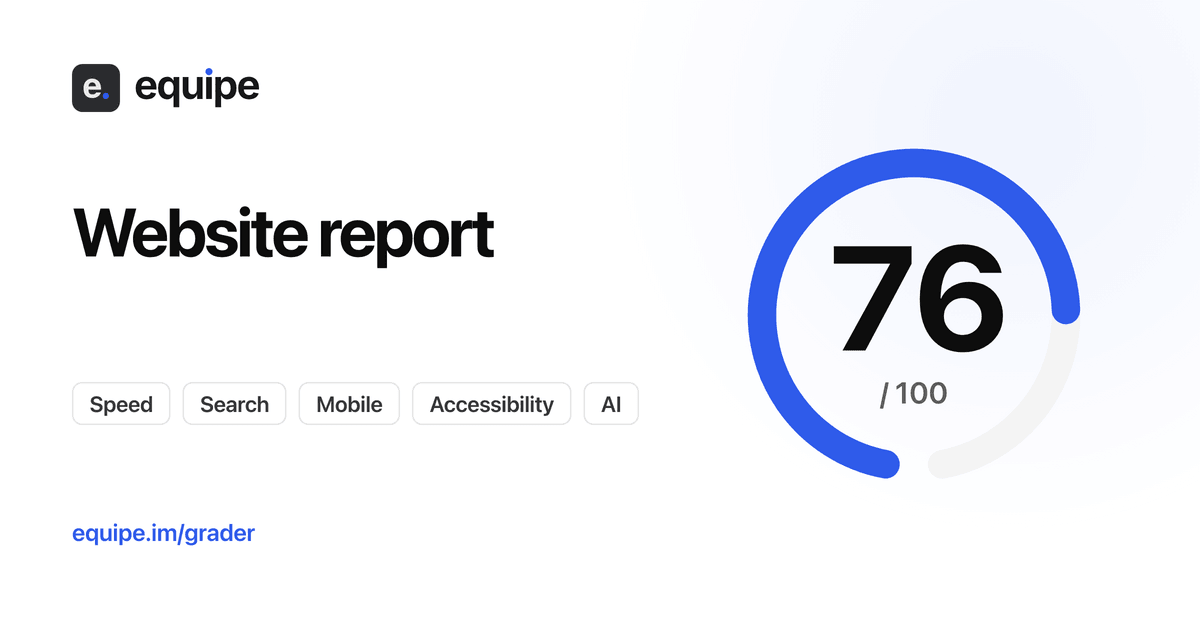 e. equipe
Website report
76
/ 100
Speed Search Mobile Accessibility AI
equipe.im/grader